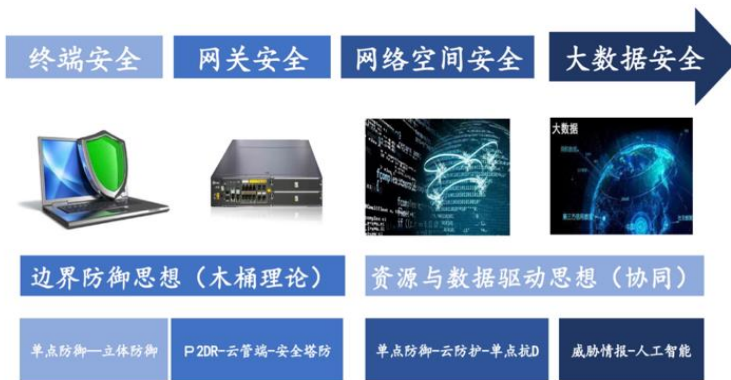 终端安全
网关安全
网络空间安全
大数据安全
大数据
边界防御思想（木桶理论）
资源与数据驱动思想（协同）
单点防御—立体防御
P2DR-云管端-安全塔防
单点防御-云防护-单点抗D
威胁情报-人工智能